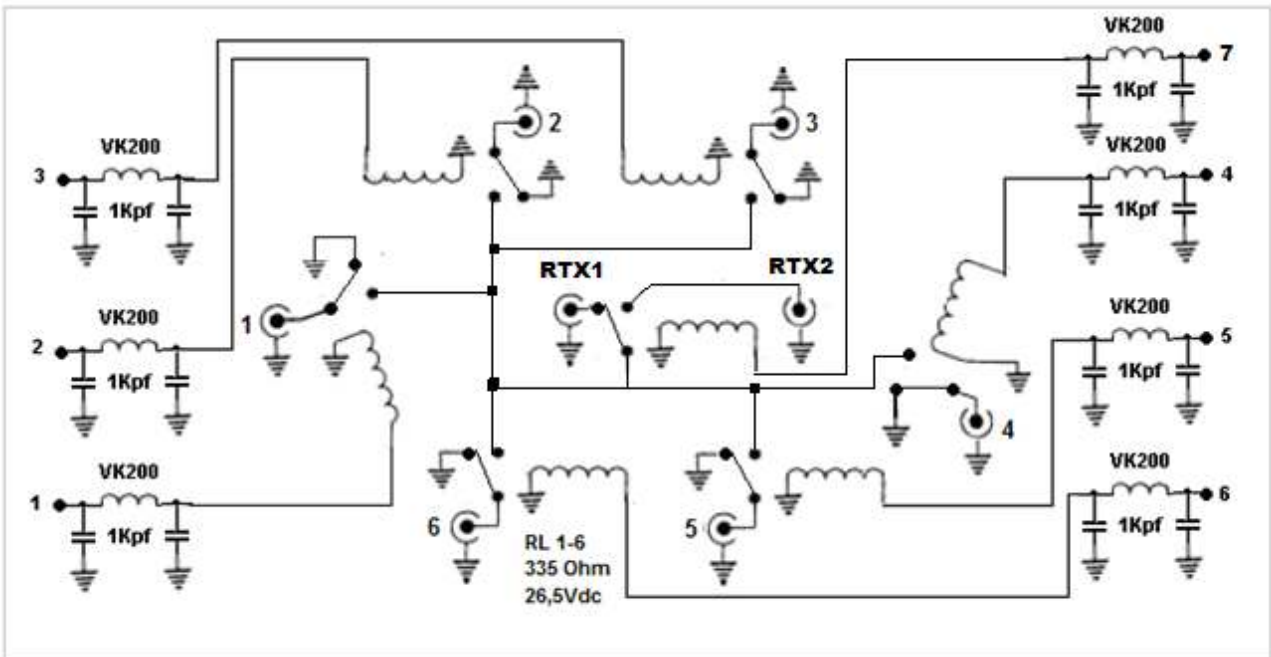 VK200
7
1Kpf
2
3
VK200
3
1Kpf
VK200
4
1Kpf
RTX1
RTX2
1
VK200
2
1Kpf
VK200
5
1Kpf
4
VK200
1
1Kpf
VK200
6
1Kpf
6
5
RL 1-6
335 Ohm
26,5Vdc